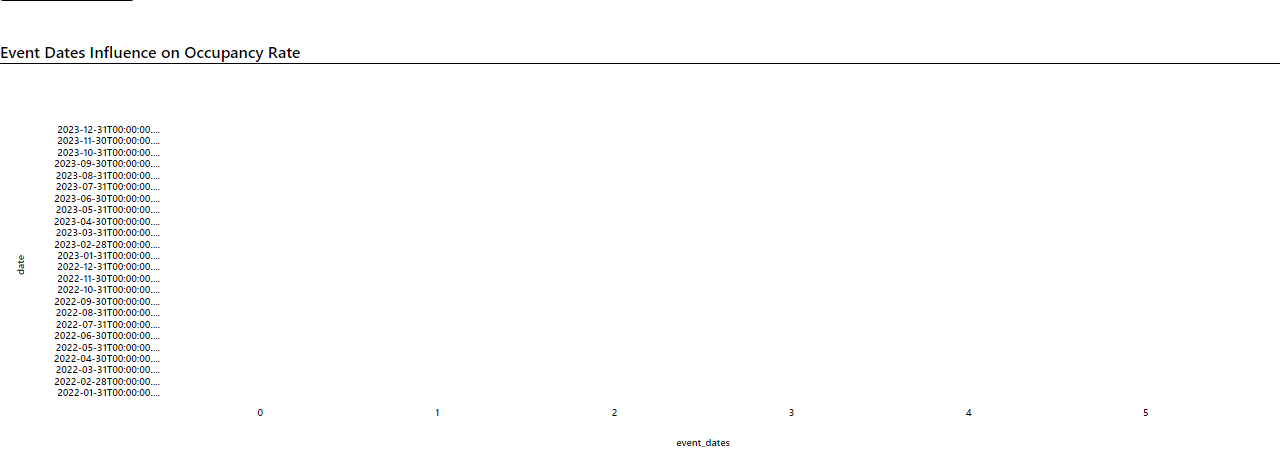 Event Dates Influence on Occupancy Rate
2023-12-31T00:00:00....
2023-11-30T00:00:00....
2023-10-31T00:00:00....
2023-09-30T00:00:00....
2023-08-31T00:00:00....
2023-07-31T00:00:00....
2023-06-30T00:00:00....
2023-05-31T00:00:00....
2023-04-30T00:00:00....
2023-03-31T00:00:00....
2023-02-28T00:00:00....
2023-01-31T00:00:00....
2022-12-31T00:00:00....
2022-11-30T00:00:00....
2022-10-31T00:00:00....
2022-09-30T00:00:00....
2022-08-31T00:00:00....
2022-07-31T00:00:00....
2022-06-30T00:00:00....
2022-05-31T00:00:00....
2022-04-30T00:00:00....
2022-03-31T00:00:00....
2022-02-28T00:00:00....
2022-01-31T00:00:00....
date
0 1 2 3 4 5
event_dates